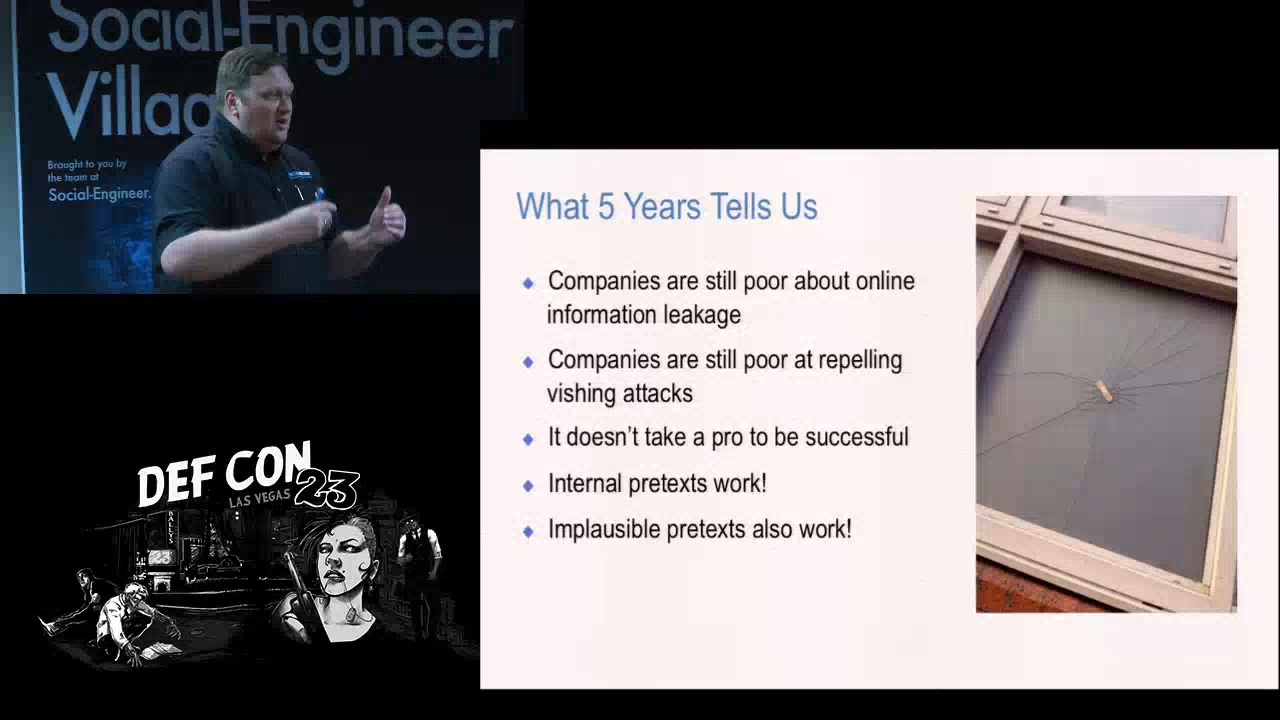 Social-Engineer
Villag
Brought to you by
the team at
Social-Engineer.
What 5 Years Tells Us
Companies are still poor about online
information leakage
Companies are still poor at repelling
vishing attacks
It doesn't take a pro to be successful
Internal pretexts work!
Implausible pretexts also work!
DEF CON
LAS VEGAS 23
BALLY'S